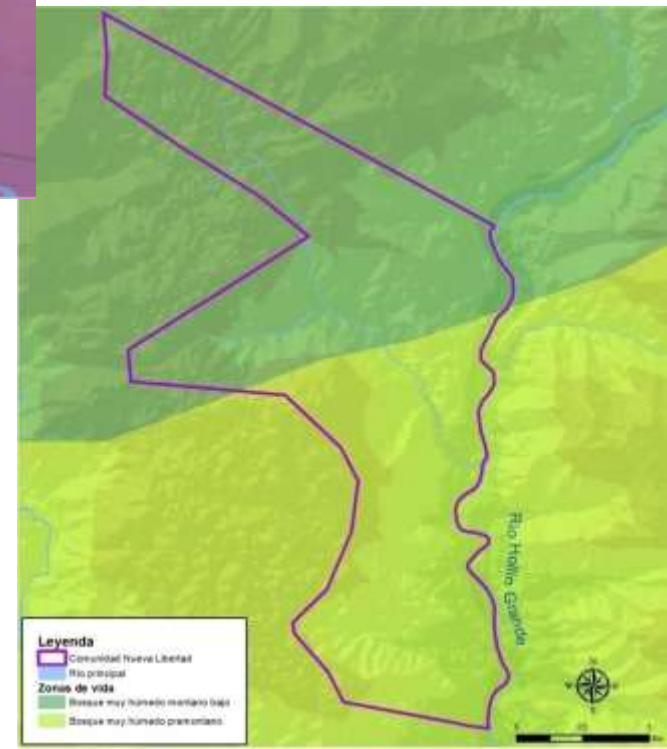 Río Hollín Grande
Leyenda
Comunidad Nueva Libertad
Río principal
Zonas de vida
Bosque muy húmedo montano bajo
Bosque muy húmedo premontano